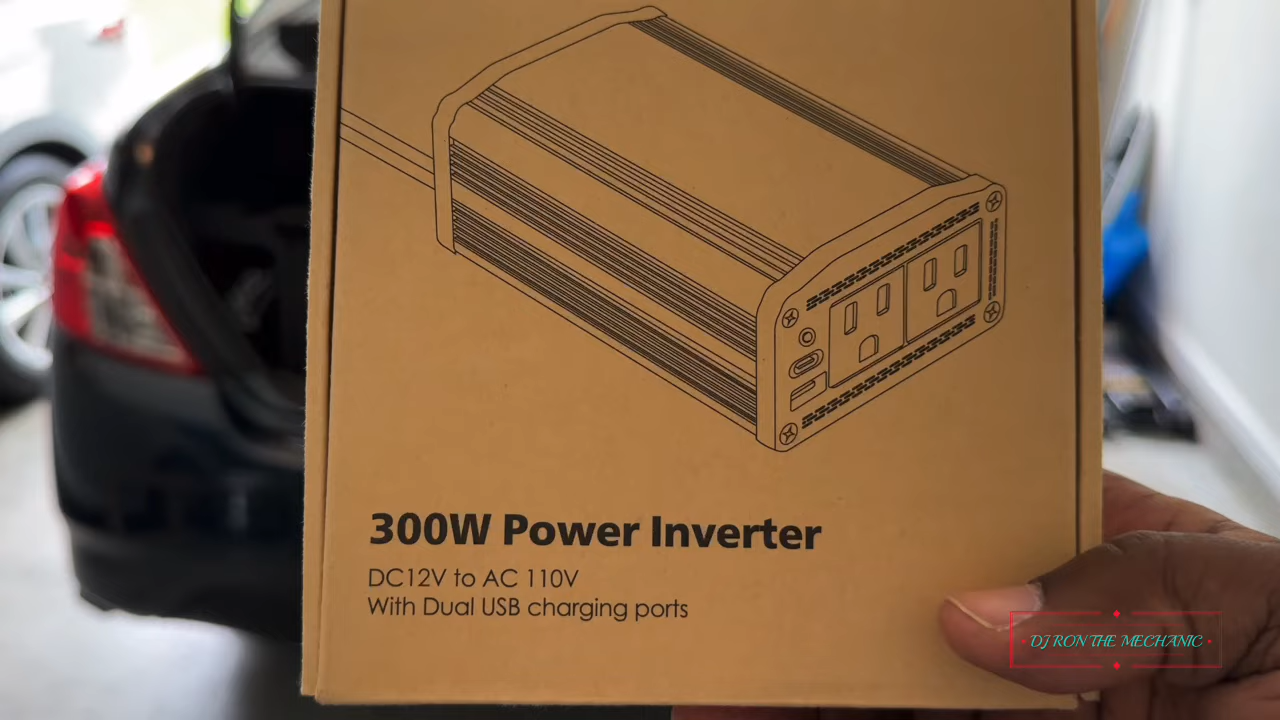 300W Power Inverter
DC12V to AC 110V
With Dual USB charging ports
DJ RON THE MECHANIC